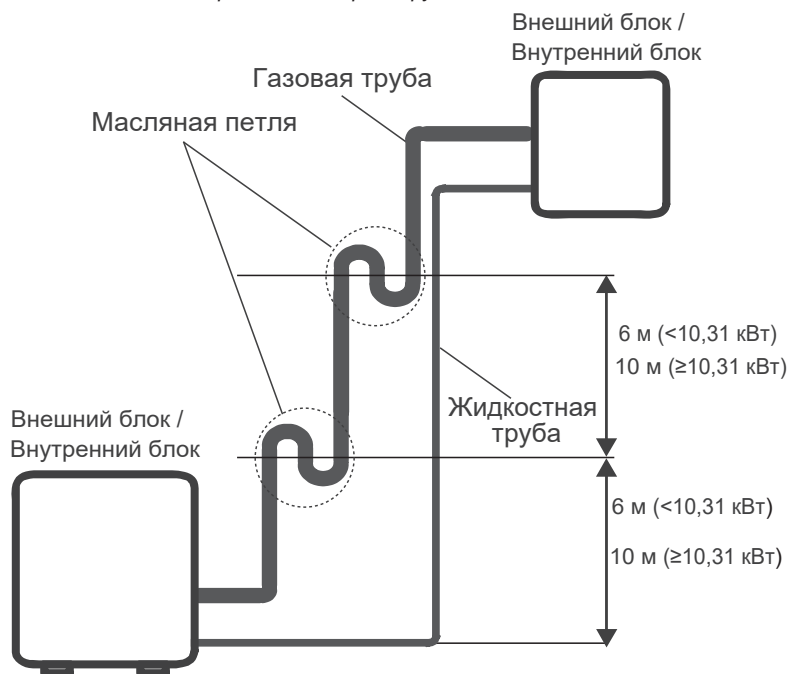 Внешний блок /
Внутренний блок
Газовая труба
Масляная петля
6 м (<10,31 кВт)
10 м (≥10,31 кВт)
Жидкостная
труба
Внешний блок /
Внутренний блок
6 м (<10,31 кВт)
10 м (≥10,31 кВт)